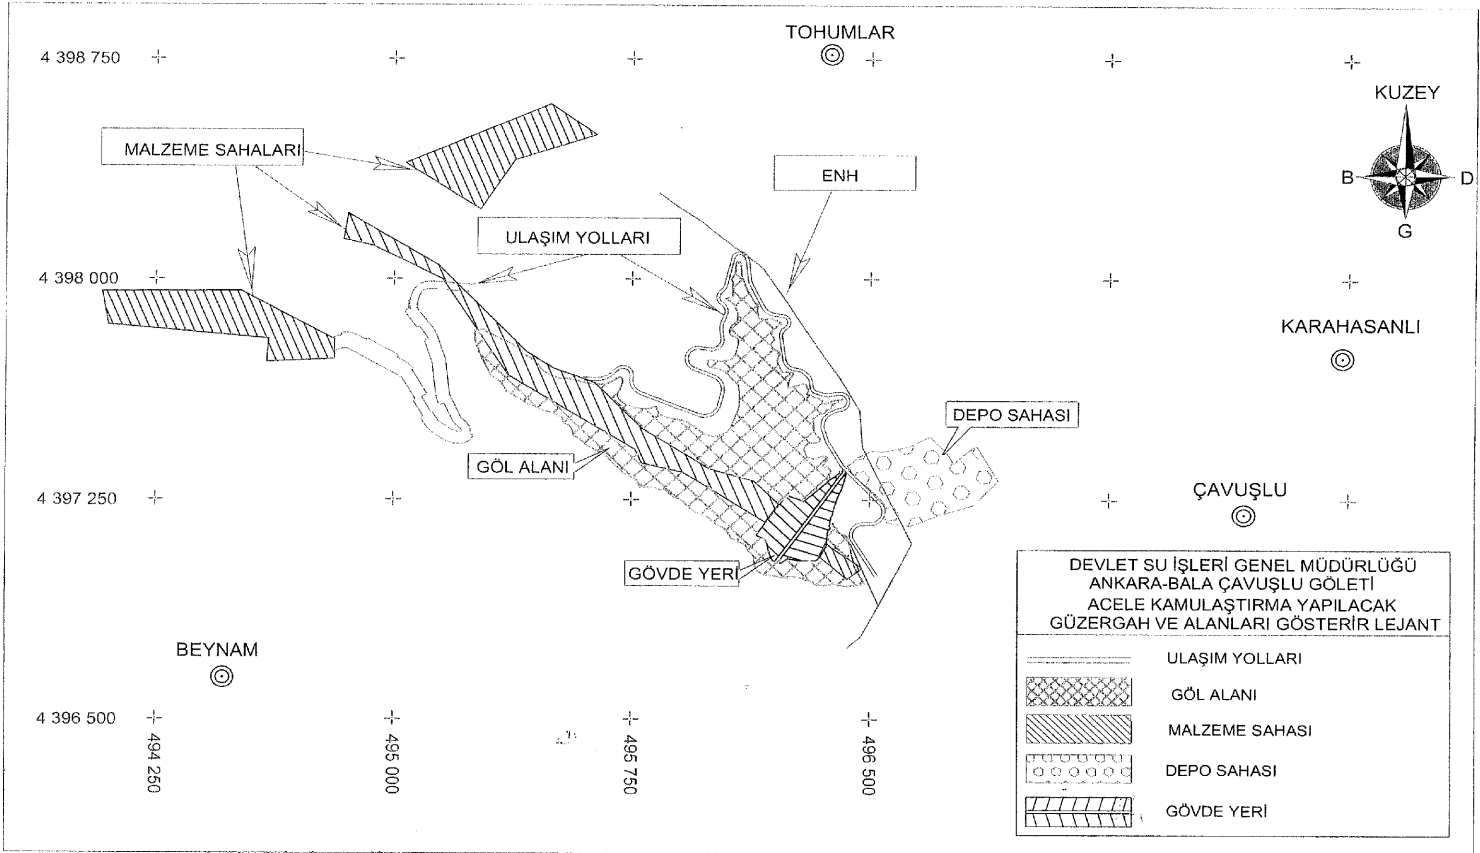 TOHUMLAR
4 398 750
KUZEY
MALZEME SAHALARI
ENH
B
D
G
ULAŞIM YOLLARI
4 398 000
KARAHASANLI
DEPO SAHASI
GÖL ALANI
4 397 250
ÇAVUŞLU
GÖVDE YERİ
DEVLET SU İŞLERİ GENEL MÜDÜRLÜĞÜ
ANKARA-BALA ÇAVUŞLU GÖLETİ
ACELE KAMULAŞTIRMA YAPILACAK
GÜZERGAH VE ALANLARI GÖSTERİR LEJANT
BEYNAM
ULAŞIM YOLLARI
GÖL ALANI
4 396 500
MALZEME SAHASI
494 250
495 000
495 750
496 500
DEPO SAHASI
GÖVDE YERİ